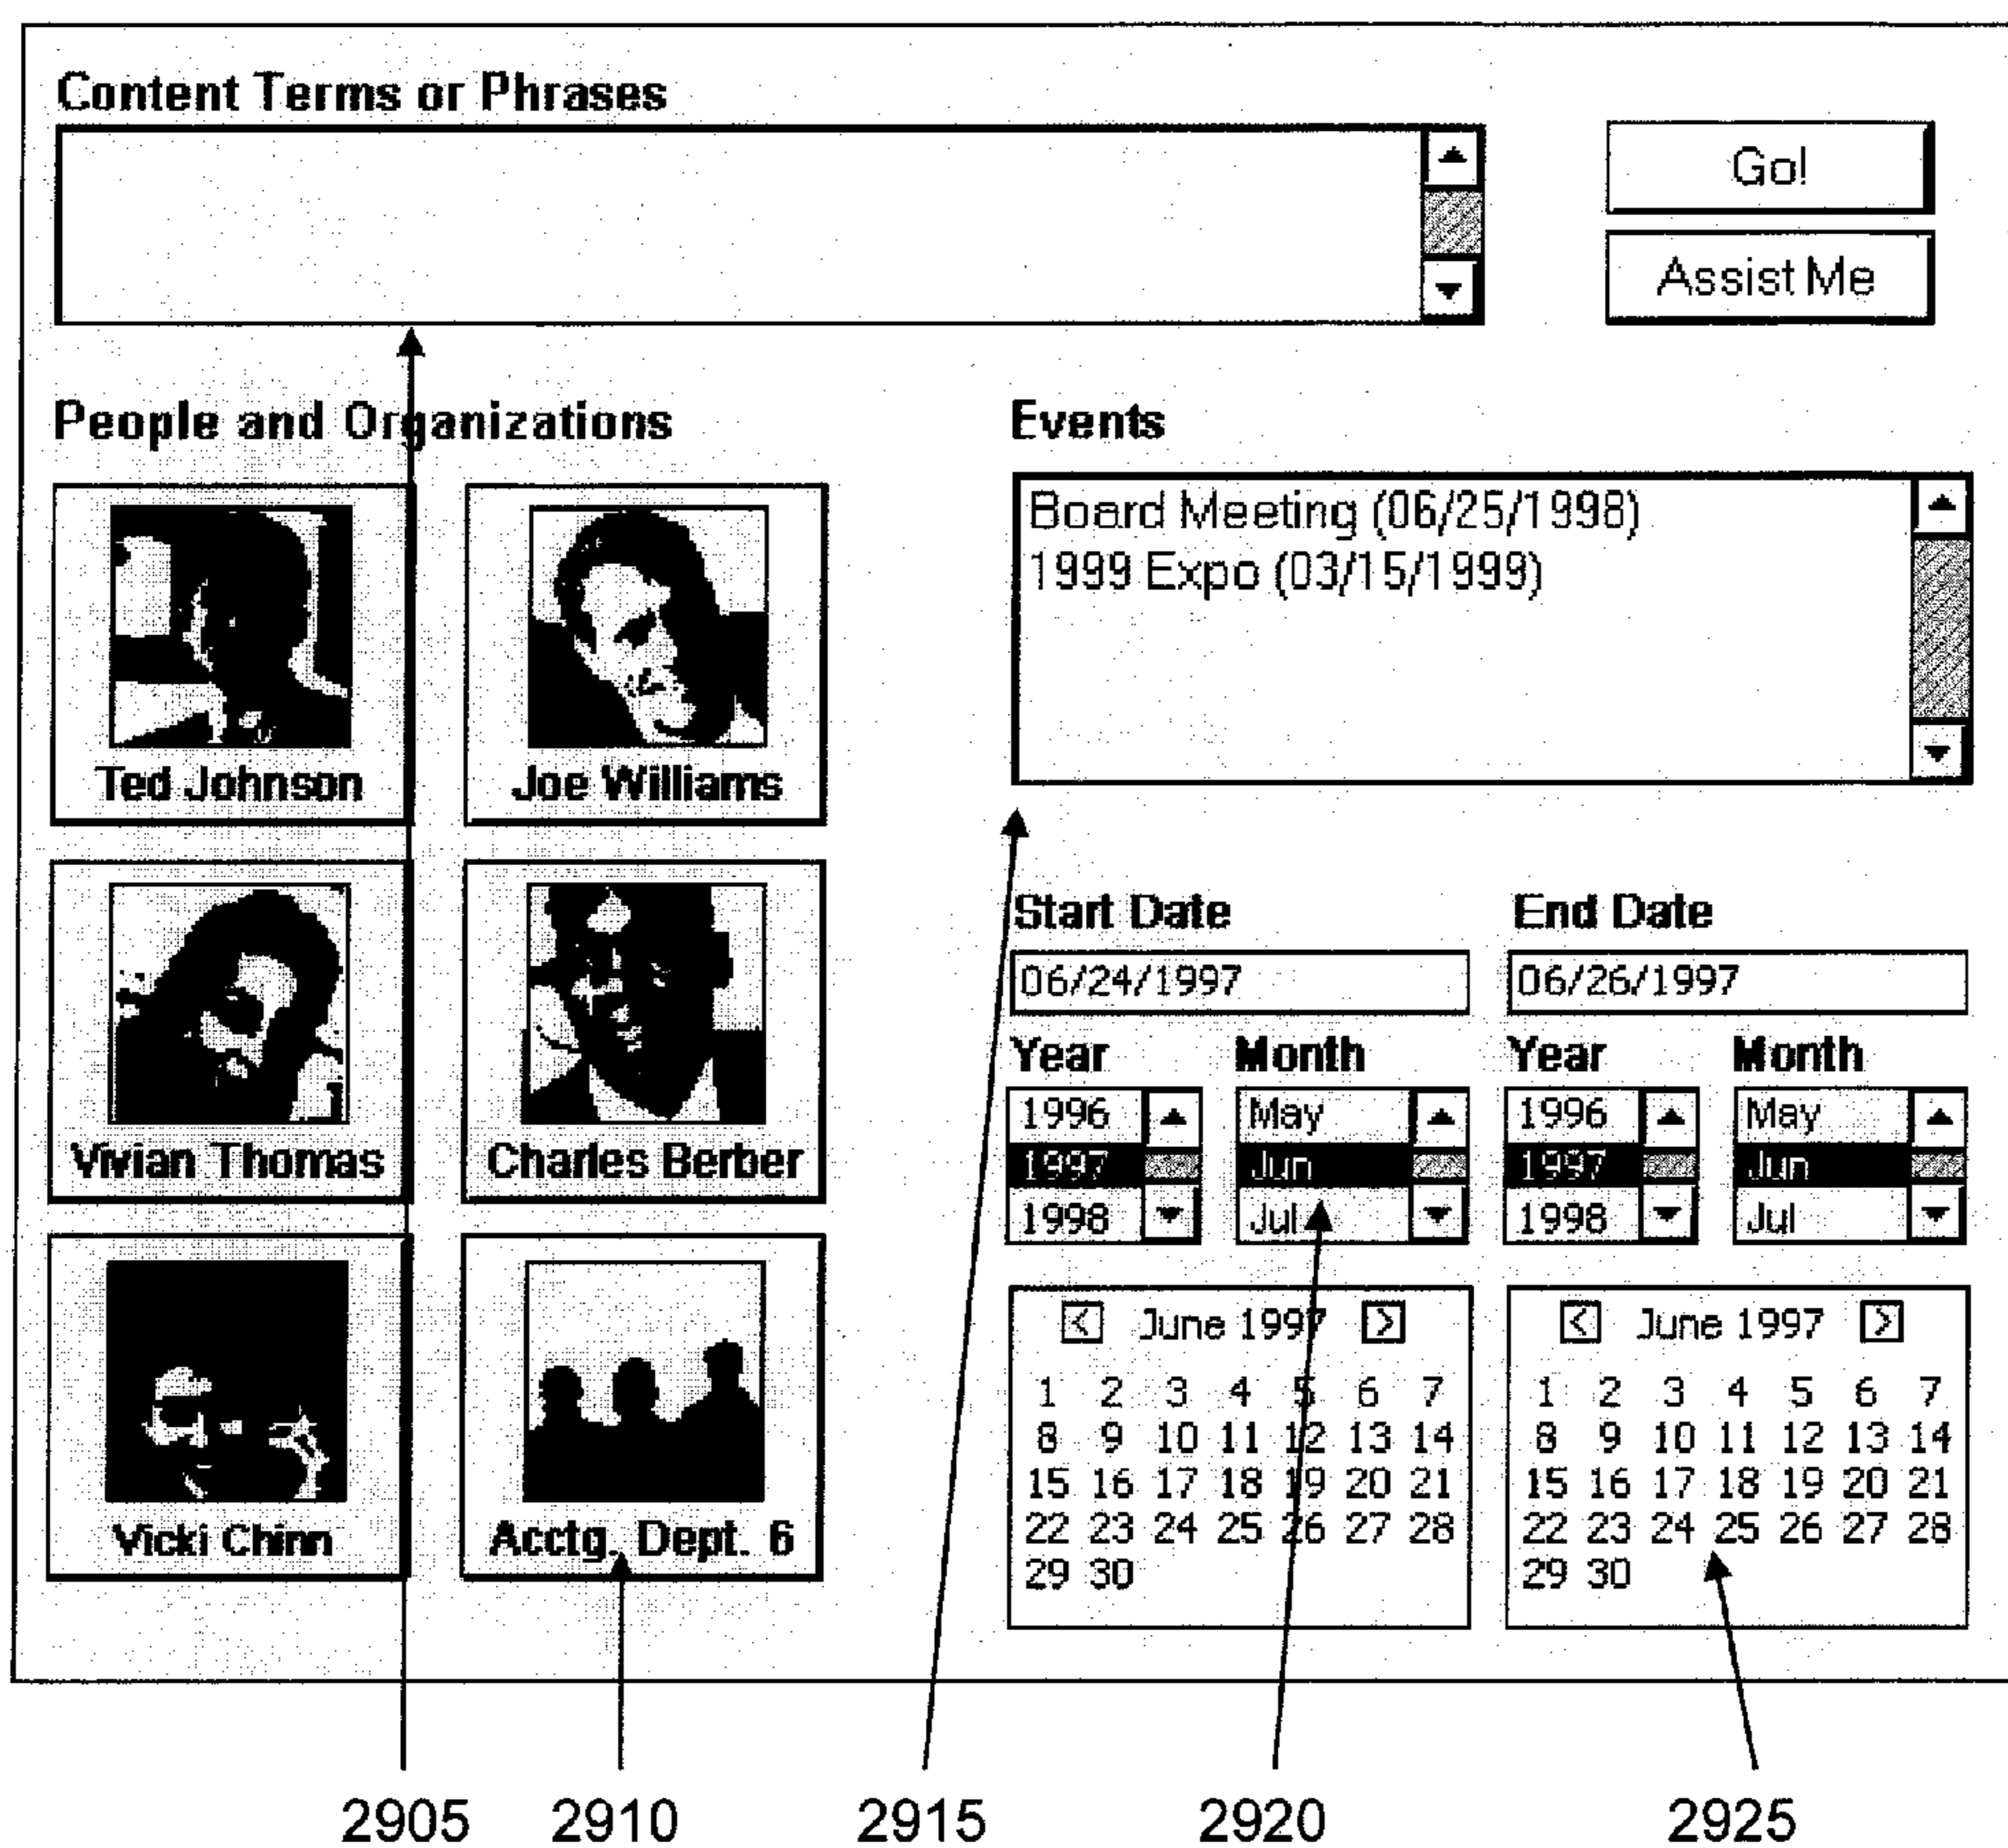 Content Terms or Phrases
Go!
Assist Me
People and Organizations
Ted Johnson
Joe Williams
Vivian Thomas
Charles Berber
Vicki Chinn
Acctg. Dept. 6
Events
Board Meeting (06/25/1998)
1999 Expo (03/15/1999)
Start Date
06/24/1997
Year
1996
1997
1998
Month
May
Jun
Jul
< June 1997 >
1 2 3 4 5 6 7
8 9 10 11 12 13 14
15 16 17 18 19 20 21
22 23 24 25 26 27 28
29 30
End Date
06/26/1997
Year
1996
1997
1998
Month
May
Jun
Jul
< June 1997 >
1 2 3 4 5 6 7
8 9 10 11 12 13 14
15 16 17 18 19 20 21
22 23 24 25 26 27 28
29 30
2905 2910 2915 2920 2925